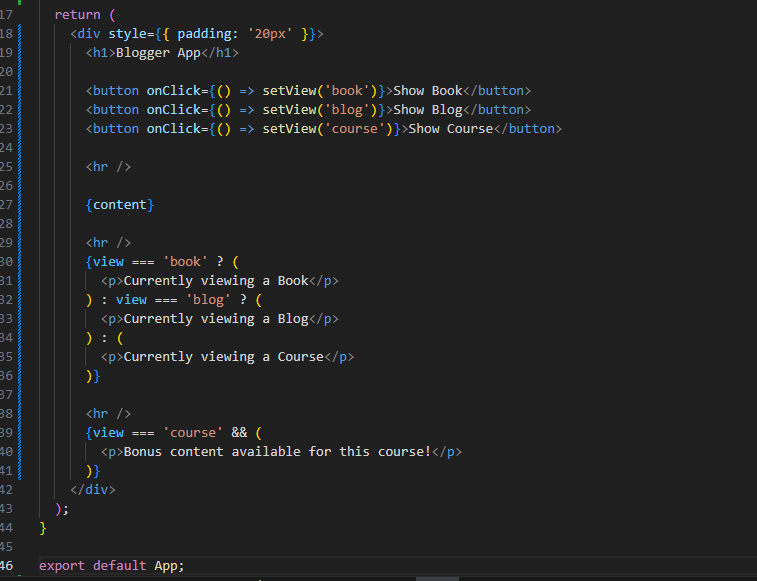 17 return (
18 <div style={{ padding: '20px' }}>
19 <h1>Blogger App</h1>
20
21 <button onClick={() => setView('book')}>Show Book</button>
22 <button onClick={() => setView('blog')}>Show Blog</button>
23 <button onClick={() => setView('course')}>Show Course</button>
24
25 <hr />
26
27 {content}
28
29 <hr />
30 {view === 'book' ? (
31 <p>Currently viewing a Book</p>
32 ) : view === 'blog' ? (
33 <p>Currently viewing a Blog</p>
34 ) : (
35 <p>Currently viewing a Course</p>
36 )}
37
38 <hr />
39 {view === 'course' && (
40 <p>Bonus content available for this course!</p>
41 )}
42 </div>
43 );
44 }
45
46 export default App;